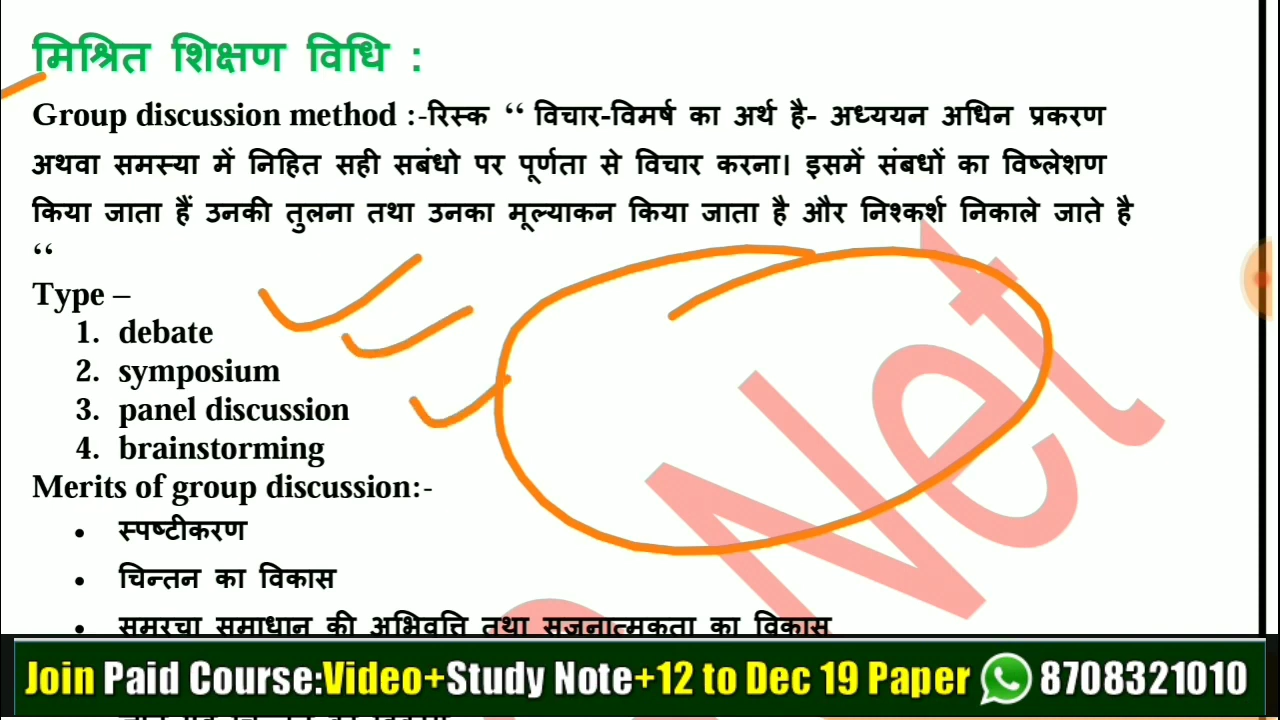 मिश्रित शिक्षण विधि :
Group discussion method :-रिस्क “ विचार-विमर्ष का अर्थ है- अध्ययन अधिन प्रकरण
अथवा समस्या में निहित सही सबंधो पर पूर्णता से विचार करना। इसमें संबधों का विष्लेशण
किया जाता हैं उनकी तुलना तथा उनका मूल्याकन किया जाता है और निश्कर्श निकाले जाते है
“
Type –
1. debate
2. symposium
3. panel discussion
4. brainstorming
Merits of group discussion:-
• स्पष्टीकरण
• चिन्तन का विकास
• समस्या समाधान की अभिवृत्ति तथा सृजनात्मकता का विकास
Net
Join Paid Course:Video+Study Note+12 to Dec 19 Paper 8708321010